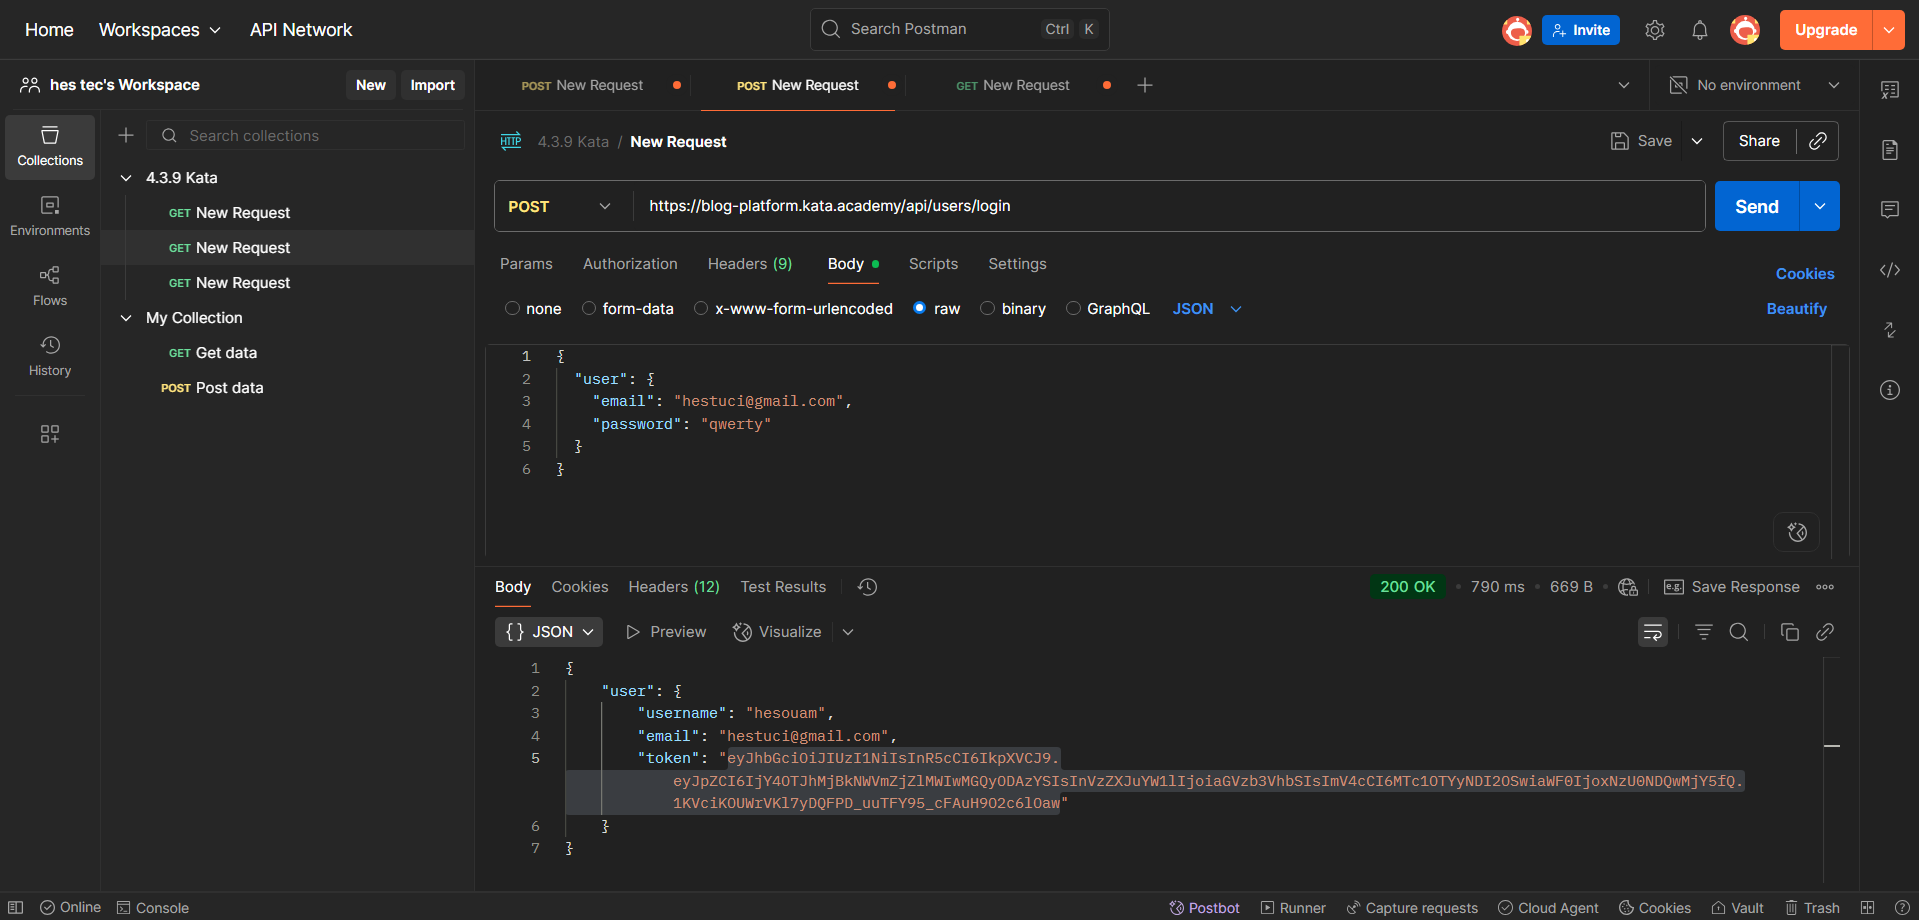 Home Workspaces API Network Search Postman Ctrl K Invite Upgrade
hes tec's Workspace New Import POST New Request POST New Request GET New Request No environment
Collections Search collections
4.3.9 Kata / New Request Save Share
4.3.9 Kata
GET New Request
GET New Request
GET New Request
My Collection
GET Get data
POST Post data
Environments
Flows
History
HTTP
POST https://blog-platform.kata.academy/api/users/login Send
Params Authorization Headers (9) Body Scripts Settings Cookies
none form-data x-www-form-urlencoded raw binary GraphQL JSON Beautify
1 {
2 "user": {
3 "email": "hestuci@gmail.com",
4 "password": "qwerty"
5 }
6 }
Body Cookies Headers (12) Test Results 200 OK 790 ms 669 B e.g. Save Response
{} JSON Preview Visualize
1 {
2 "user": {
3 "username": "hesouam",
4 "email": "hestuci@gmail.com",
5 "token": "eyJhbGciOiJIUzI1NiIsInR5cCI6IkpXVCJ9.
eyJpZCI6IjY4OTJhMjBkNWVmZjZlMWIwMGQyODAzYSIsInVzZXJuYW1lIjoiaGVzb3VhbSIsImV4cCI6MTc1OTYyNDI2OSwiaWF0IjoxNzU0NDQwMjY5fQ.
1KVciKOUWrVKl7yDQFPD_uuTFY95_cFAuH9O2c6lOaw"
6 }
7 }
Online Console Postbot Runner Capture requests Cloud Agent Cookies Vault Trash